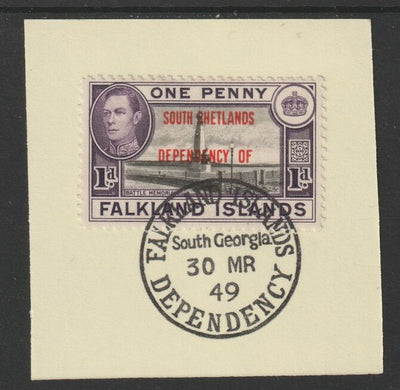 ONE PENNY
SOUTH SHETLANDS
DEPENDENCY OF
1d. 1d.
BATTLE MEMORIAL
FALKLAND ISLANDS
FALKLAND ISLANDS
South Georgia
30 MR
49
DEPENDENCY